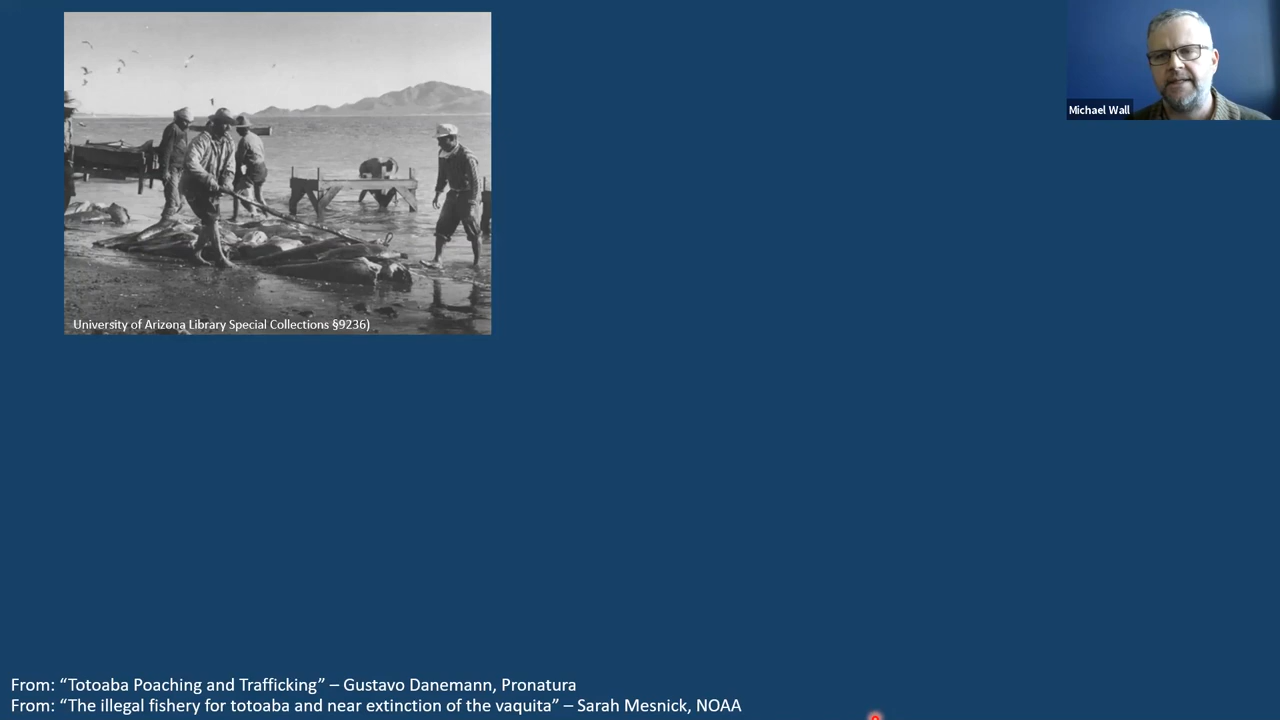 Michael Wall
University of Arizona Library Special Collections §9236)
From: “Totoaba Poaching and Trafficking” – Gustavo Danemann, Pronatura
From: “The illegal fishery for totoaba and near extinction of the vaquita” – Sarah Mesnick, NOAA